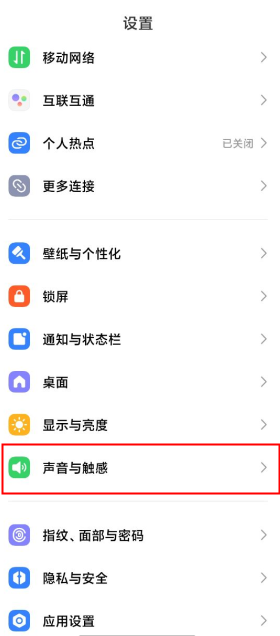 设置
移动网络
互联互通
个人热点 已关闭
更多连接
壁纸与个性化
锁屏
通知与状态栏
桌面
显示与亮度
声音与触感
指纹、面部与密码
隐私与安全
应用设置